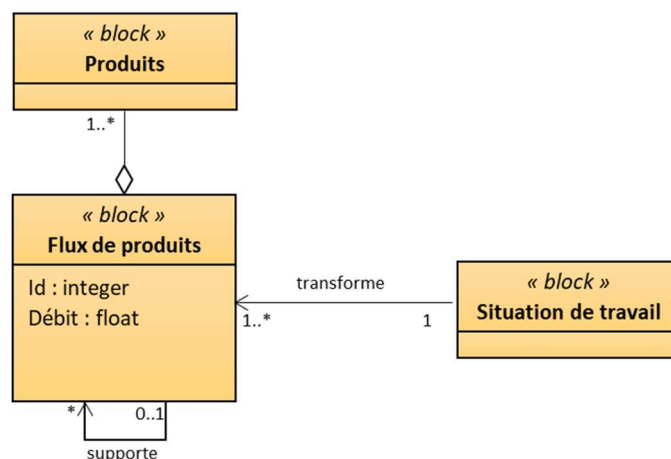 « block »
Produits
1..*
« block »
Flux de produits
Id : integer
Débit : float
transforme
1..*
1
« block »
Situation de travail
*
0..1
supporte